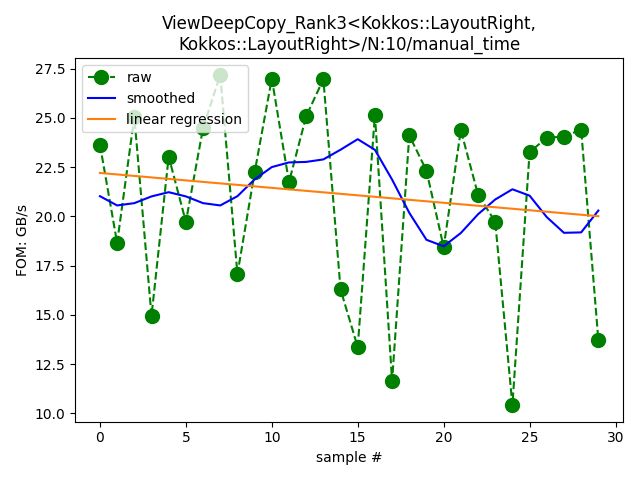 ViewDeepCopy_Rank3<Kokkos::LayoutRight,
Kokkos::LayoutRight>/N:10/manual_time
raw
smoothed
linear regression
FOM: GB/s
27.5
25.0
22.5
20.0
17.5
15.0
12.5
10.0
0
5
10
15
20
25
30
sample #